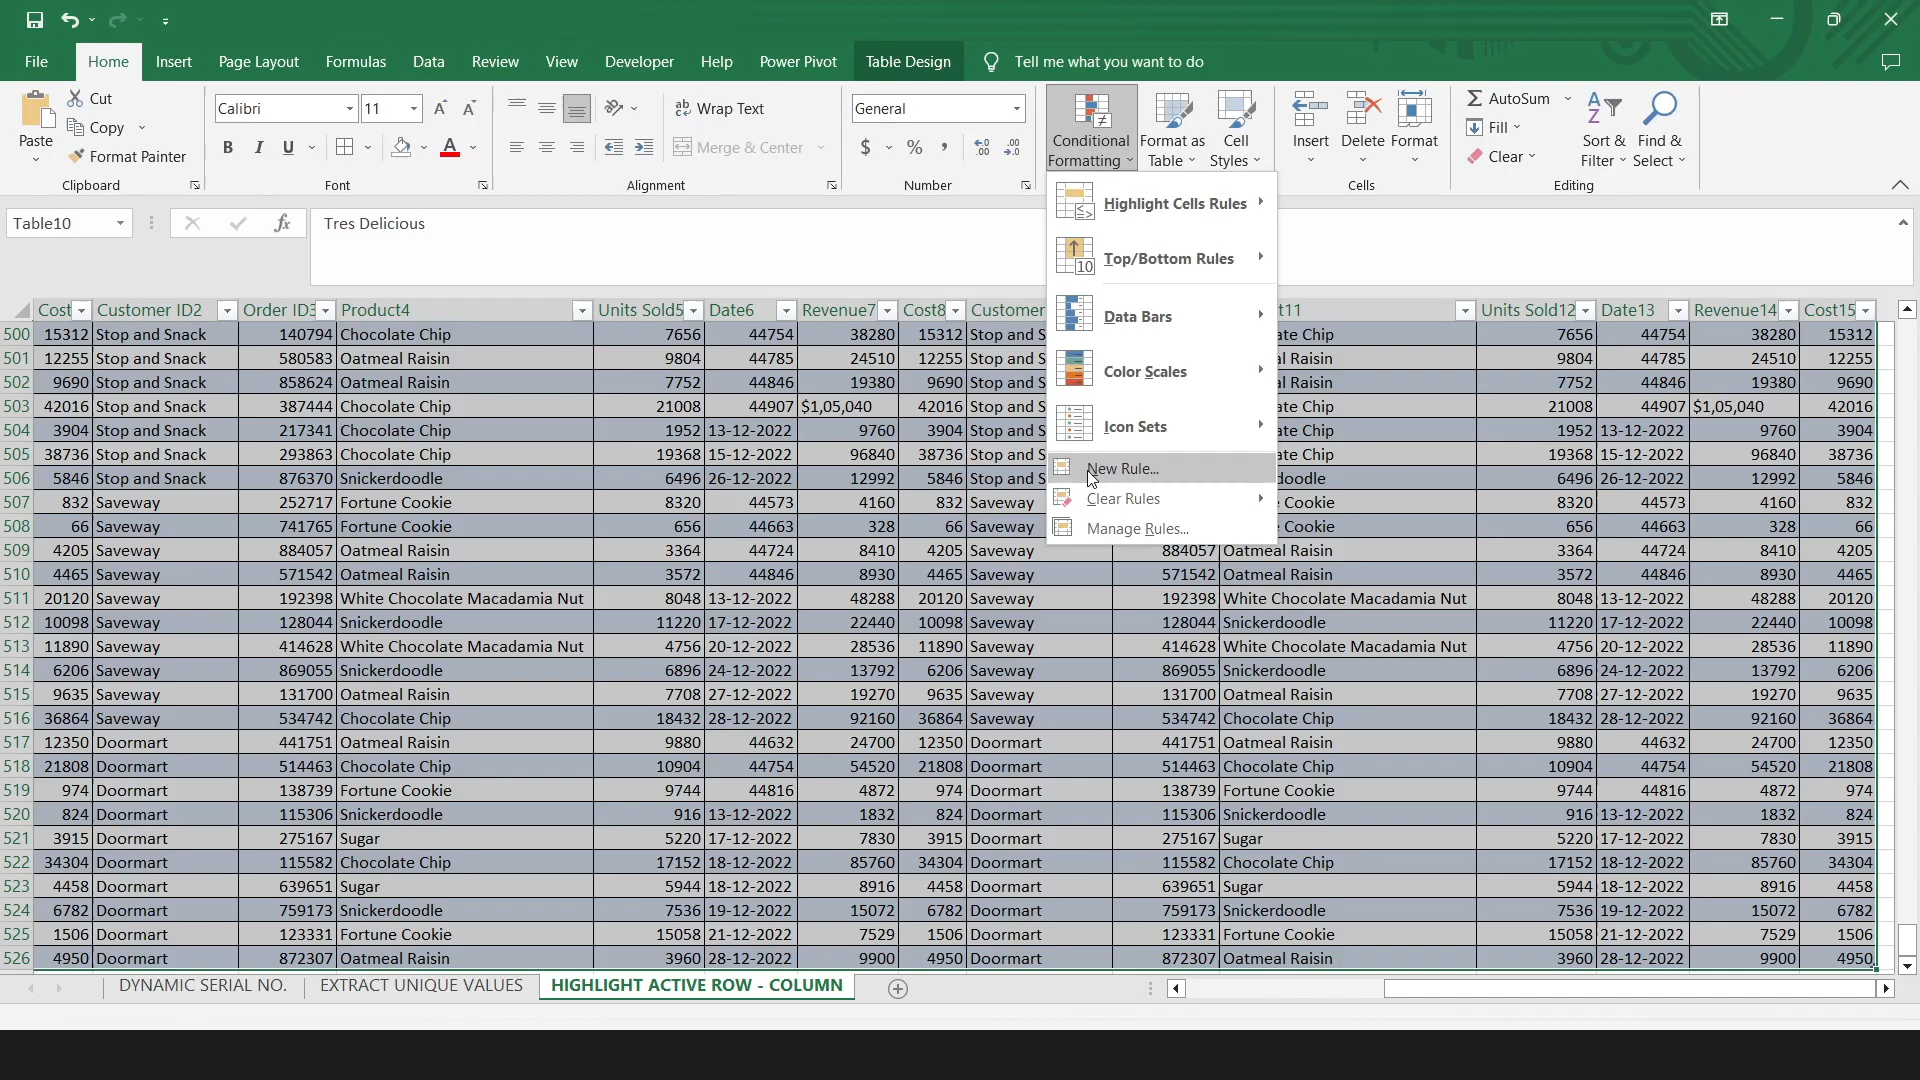 File Home Insert Page Layout Formulas Data Review View Developer Help Power Pivot Table Design Tell me what you want to do
Cut
Copy
Format Painter
Paste
Clipboard
Calibri 11
B I U A
Font
ab Wrap Text
Merge & Center
Alignment
General
$ % ,
Number
Conditional Formatting
Format as Table
Cell Styles
Insert Delete Format
Cells
AutoSum
Fill
Clear
Sort & Filter
Find & Select
Editing
Table10 fx Tres Delicious
Highlight Cells Rules
Top/Bottom Rules
Data Bars
Color Scales
Icon Sets
New Rule...
Clear Rules
Manage Rules...
Cost Customer ID2 Order ID3 Product4 Units Sold5 Date6 Revenue7 Cost8 Customer t11 Units Sold12 Date13 Revenue14 Cost15
500 15312 Stop and Snack 140794 Chocolate Chip 7656 44754 38280 15312 Stop and S ate Chip 7656 44754 38280 15312
501 12255 Stop and Snack 580583 Oatmeal Raisin 9804 44785 24510 12255 Stop and S al Raisin 9804 44785 24510 12255
502 9690 Stop and Snack 858624 Oatmeal Raisin 7752 44846 19380 9690 Stop and S al Raisin 7752 44846 19380 9690
503 42016 Stop and Snack 387444 Chocolate Chip 21008 44907 $1,05,040 42016 Stop and S ate Chip 21008 44907 $1,05,040 42016
504 3904 Stop and Snack 217341 Chocolate Chip 1952 13-12-2022 9760 3904 Stop and S ate Chip 1952 13-12-2022 9760 3904
505 38736 Stop and Snack 293863 Chocolate Chip 19368 15-12-2022 96840 38736 Stop and S ate Chip 19368 15-12-2022 96840 38736
506 5846 Stop and Snack 876370 Snickerdoodle 6496 26-12-2022 12992 5846 Stop and S doodle 6496 26-12-2022 12992 5846
507 832 Saveway 252717 Fortune Cookie 8320 44573 4160 832 Saveway Cookie 8320 44573 4160 832
508 66 Saveway 741765 Fortune Cookie 656 44663 328 66 Saveway Cookie 656 44663 328 66
509 4205 Saveway 884057 Oatmeal Raisin 3364 44724 8410 4205 Saveway 884057 Oatmeal Raisin 3364 44724 8410 4205
510 4465 Saveway 571542 Oatmeal Raisin 3572 44846 8930 4465 Saveway 571542 Oatmeal Raisin 3572 44846 8930 4465
511 20120 Saveway 192398 White Chocolate Macadamia Nut 8048 13-12-2022 48288 20120 Saveway 192398 White Chocolate Macadamia Nut 8048 13-12-2022 48288 20120
512 10098 Saveway 128044 Snickerdoodle 11220 17-12-2022 22440 10098 Saveway 128044 Snickerdoodle 11220 17-12-2022 22440 10098
513 11890 Saveway 414628 White Chocolate Macadamia Nut 4756 20-12-2022 28536 11890 Saveway 414628 White Chocolate Macadamia Nut 4756 20-12-2022 28536 11890
514 6206 Saveway 869055 Snickerdoodle 6896 24-12-2022 13792 6206 Saveway 869055 Snickerdoodle 6896 24-12-2022 13792 6206
515 9635 Saveway 131700 Oatmeal Raisin 7708 27-12-2022 19270 9635 Saveway 131700 Oatmeal Raisin 7708 27-12-2022 19270 9635
516 36864 Saveway 534742 Chocolate Chip 18432 28-12-2022 92160 36864 Saveway 534742 Chocolate Chip 18432 28-12-2022 92160 36864
517 12350 Doormart 441751 Oatmeal Raisin 9880 44632 24700 12350 Doormart 441751 Oatmeal Raisin 9880 44632 24700 12350
518 21808 Doormart 514463 Chocolate Chip 10904 44754 54520 21808 Doormart 514463 Chocolate Chip 10904 44754 54520 21808
519 974 Doormart 138739 Fortune Cookie 9744 44816 4872 974 Doormart 138739 Fortune Cookie 9744 44816 4872 974
520 824 Doormart 115306 Snickerdoodle 916 13-12-2022 1832 824 Doormart 115306 Snickerdoodle 916 13-12-2022 1832 824
521 3915 Doormart 275167 Sugar 5220 17-12-2022 7830 3915 Doormart 275167 Sugar 5220 17-12-2022 7830 3915
522 34304 Doormart 115582 Chocolate Chip 17152 18-12-2022 85760 34304 Doormart 115582 Chocolate Chip 17152 18-12-2022 85760 34304
523 4458 Doormart 639651 Sugar 5944 18-12-2022 8916 4458 Doormart 639651 Sugar 5944 18-12-2022 8916 4458
524 6782 Doormart 759173 Snickerdoodle 7536 19-12-2022 15072 6782 Doormart 759173 Snickerdoodle 7536 19-12-2022 15072 6782
525 1506 Doormart 123331 Fortune Cookie 15058 21-12-2022 7529 1506 Doormart 123331 Fortune Cookie 15058 21-12-2022 7529 1506
526 4950 Doormart 872307 Oatmeal Raisin 3960 28-12-2022 9900 4950 Doormart 872307 Oatmeal Raisin 3960 28-12-2022 9900 4950
DYNAMIC SERIAL NO. EXTRACT UNIQUE VALUES HIGHLIGHT ACTIVE ROW - COLUMN